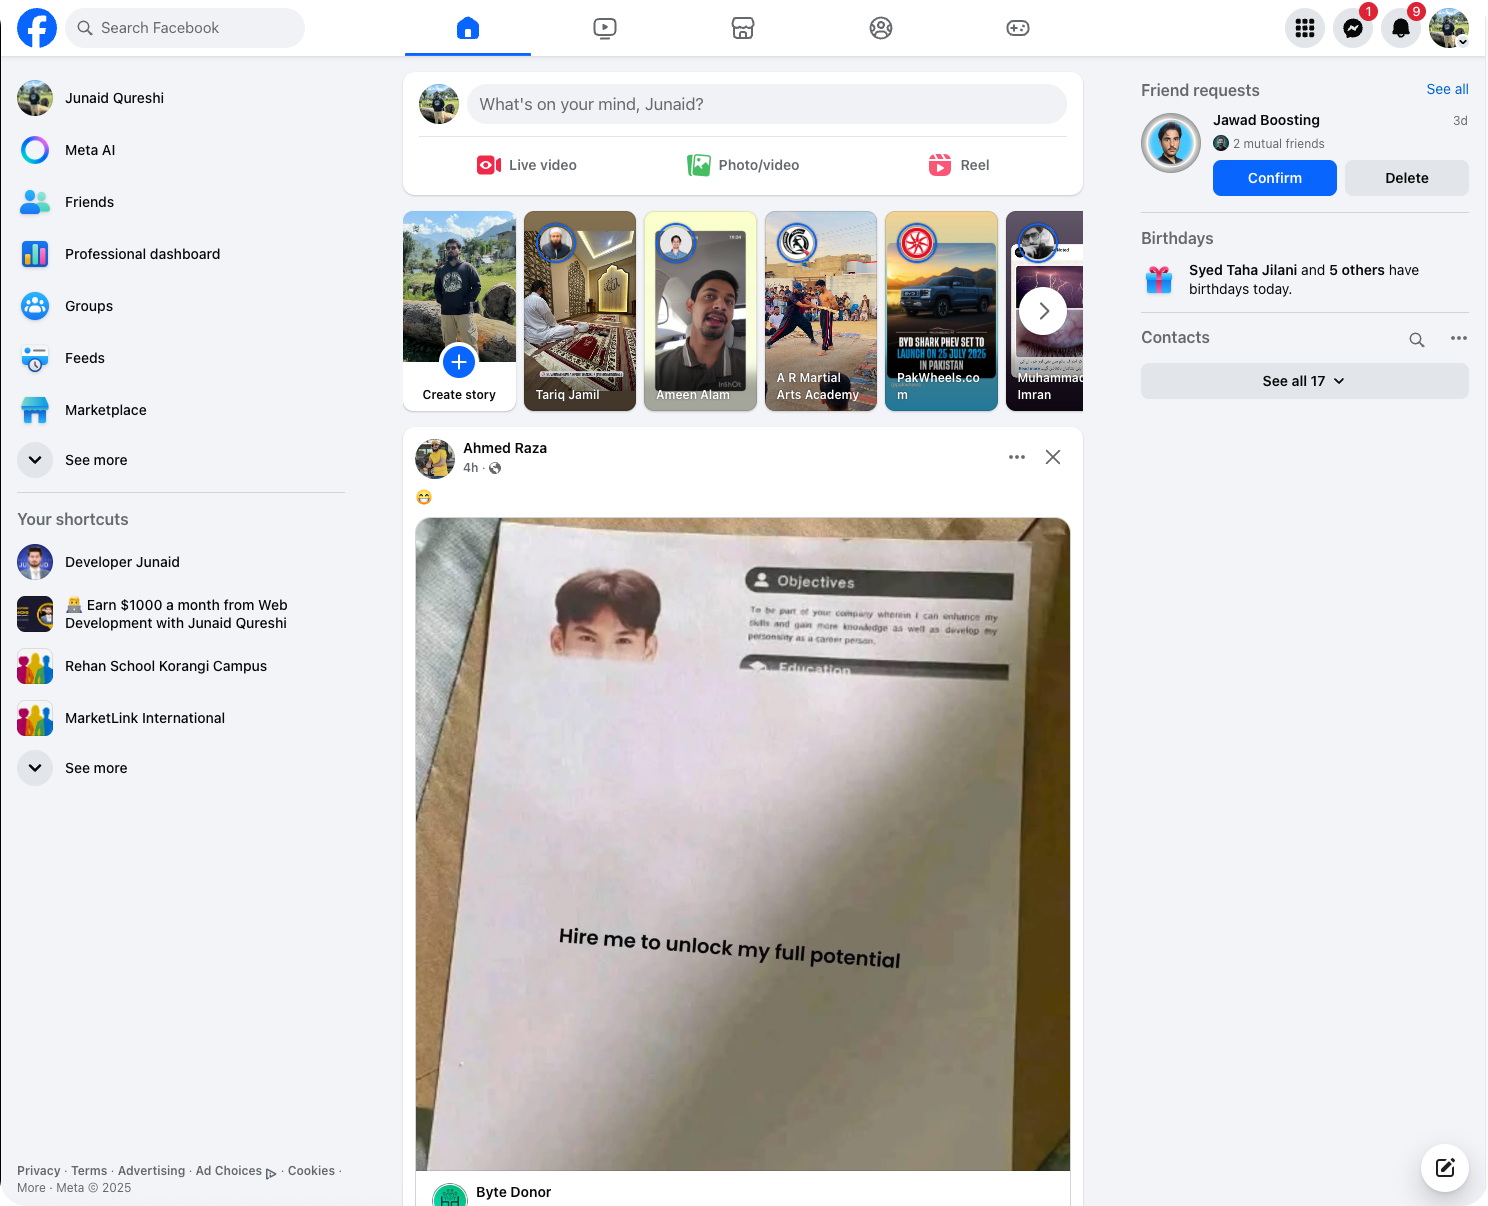 Search Facebook
1
9
Junaid Qureshi
Meta AI
Friends
Professional dashboard
Groups
Feeds
Marketplace
See more
Your shortcuts
Developer Junaid
Earn $1000 a month from Web
Development with Junaid Qureshi
Rehan School Korangi Campus
MarketLink International
See more
Privacy · Terms · Advertising · Ad Choices · Cookies ·
More · Meta © 2025
What's on your mind, Junaid?
Live video
Photo/video
Reel
Create story
Tariq Jamil
19:04
InShOt
Ameen Alam
A R Martial
Arts Academy
BYD SHARK PHEV SET TO
LAUNCH ON 25 JULY 2025
IN PAKISTAN
PakWheels.co
m
Muhammad
Imran
Ahmed Raza
4h ·
😁
Objectives
To be part of your company wherein I can enhance my
skills and gain more knowledge as well as develop my
personality as a career person.
Education
Hire me to unlock my full potential
Byte Donor
Friend requests
See all
Jawad Boosting
3d
2 mutual friends
Confirm
Delete
Birthdays
Syed Taha Jilani and 5 others have
birthdays today.
Contacts
See all 17